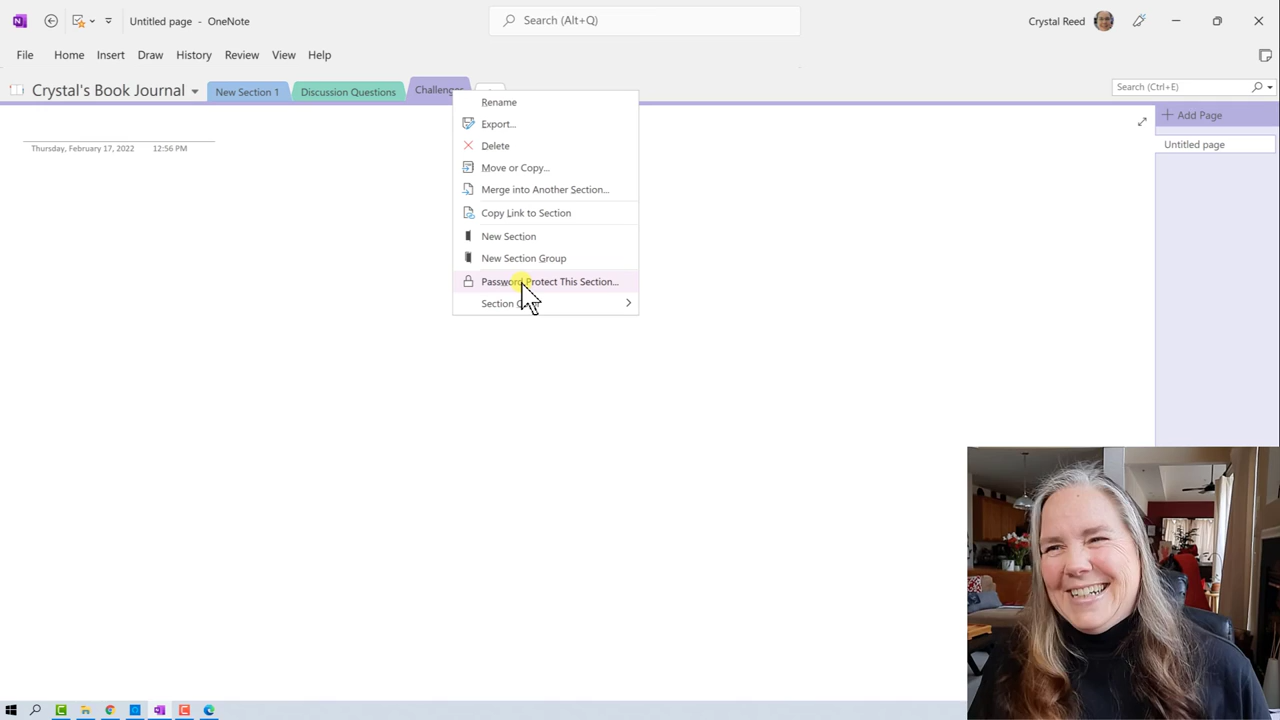 Untitled page - OneNote
Search (Alt+Q)
Crystal Reed
File
Home
Insert
Draw
History
Review
View
Help
Crystal's Book Journal
New Section 1
Discussion Questions
Challenges
Search (Ctrl+E)
Thursday, February 17, 2022
12:56 PM
Rename
Export...
Delete
Move or Copy...
Merge into Another Section...
Copy Link to Section
New Section
New Section Group
Password Protect This Section...
Section
Add Page
Untitled page